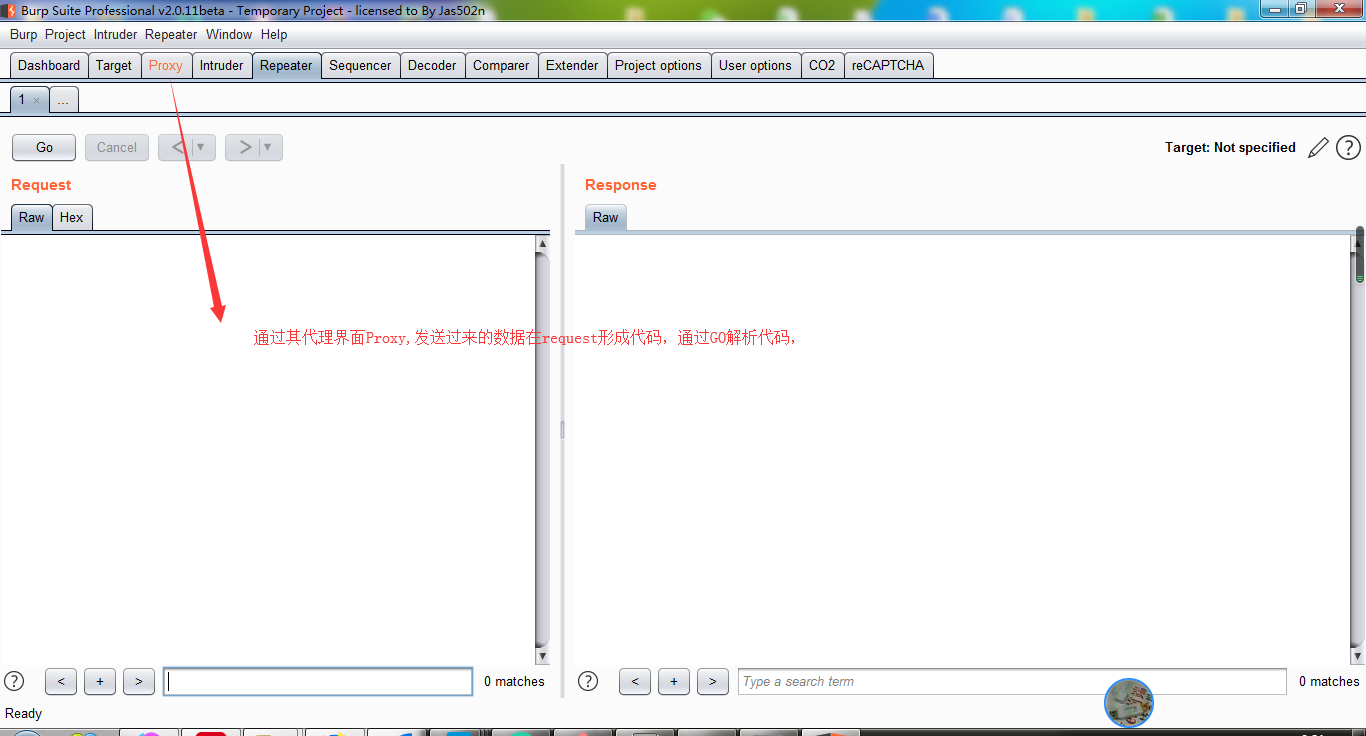 Burp Suite Professional v2.0.11beta - Temporary Project - licensed to By Jas502n
Burp Project Intruder Repeater Window Help
Dashboard Target Proxy Intruder Repeater Sequencer Decoder Comparer Extender Project options User options CO2 reCAPTCHA
1 × ...
Go Cancel < ▼ > ▼ Target: Not specified ?
Request Response
Raw Hex Raw
通过其代理界面Proxy,发送过来的数据在request形成代码，通过GO解析代码，
? < + > 0 matches ? < + > Type a search term 0 matches
Ready